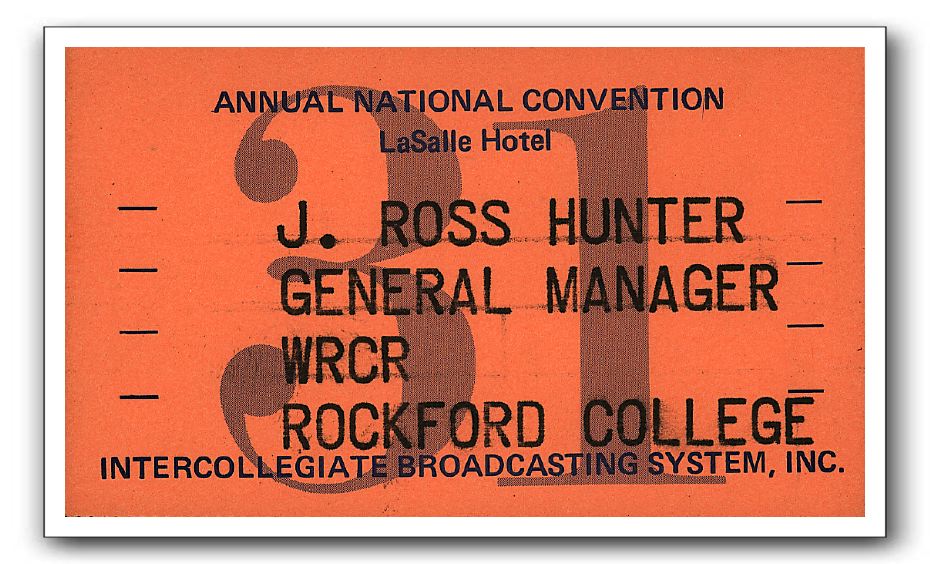 31
ANNUAL NATIONAL CONVENTION
LaSalle Hotel
J. ROSS HUNTER
GENERAL MANAGER
WRCR
ROCKFORD COLLEGE
INTERCOLLEGIATE BROADCASTING SYSTEM, INC.